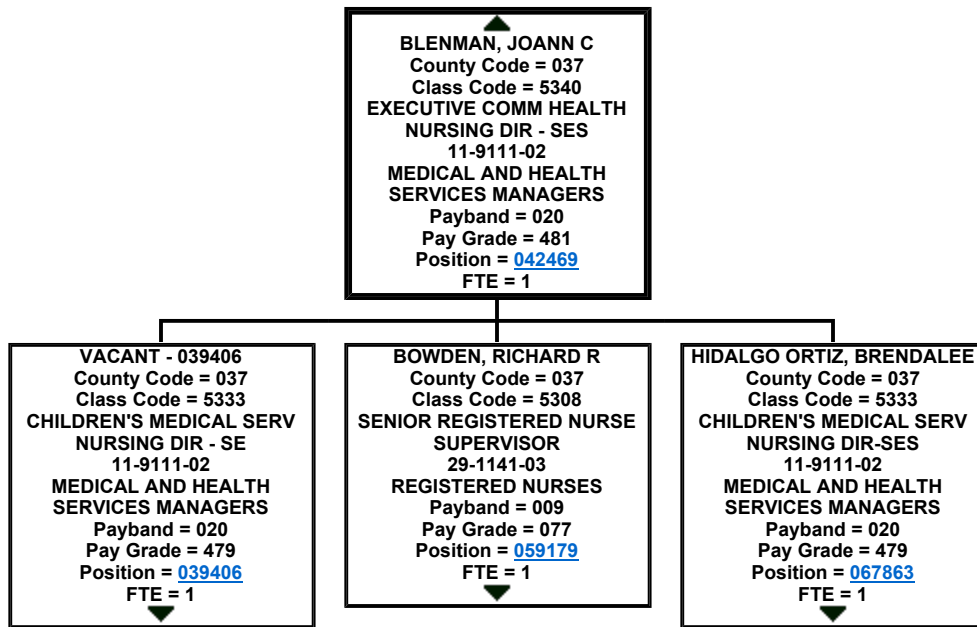 BLENMAN, JOANN C
County Code = 037
Class Code = 5340
EXECUTIVE COMM HEALTH
NURSING DIR - SES
11-9111-02
MEDICAL AND HEALTH
SERVICES MANAGERS
Payband = 020
Pay Grade = 481
Position = 042469
FTE = 1
VACANT - 039406
County Code = 037
Class Code = 5333
CHILDREN'S MEDICAL SERV
NURSING DIR - SE
11-9111-02
MEDICAL AND HEALTH
SERVICES MANAGERS
Payband = 020
Pay Grade = 479
Position = 039406
FTE = 1
BOWDEN, RICHARD R
County Code = 037
Class Code = 5308
SENIOR REGISTERED NURSE
SUPERVISOR
29-1141-03
REGISTERED NURSES
Payband = 009
Pay Grade = 077
Position = 059179
FTE = 1
HIDALGO ORTIZ, BRENDALEE
County Code = 037
Class Code = 5333
CHILDREN'S MEDICAL SERV
NURSING DIR-SES
11-9111-02
MEDICAL AND HEALTH
SERVICES MANAGERS
Payband = 020
Pay Grade = 479
Position = 067863
FTE = 1